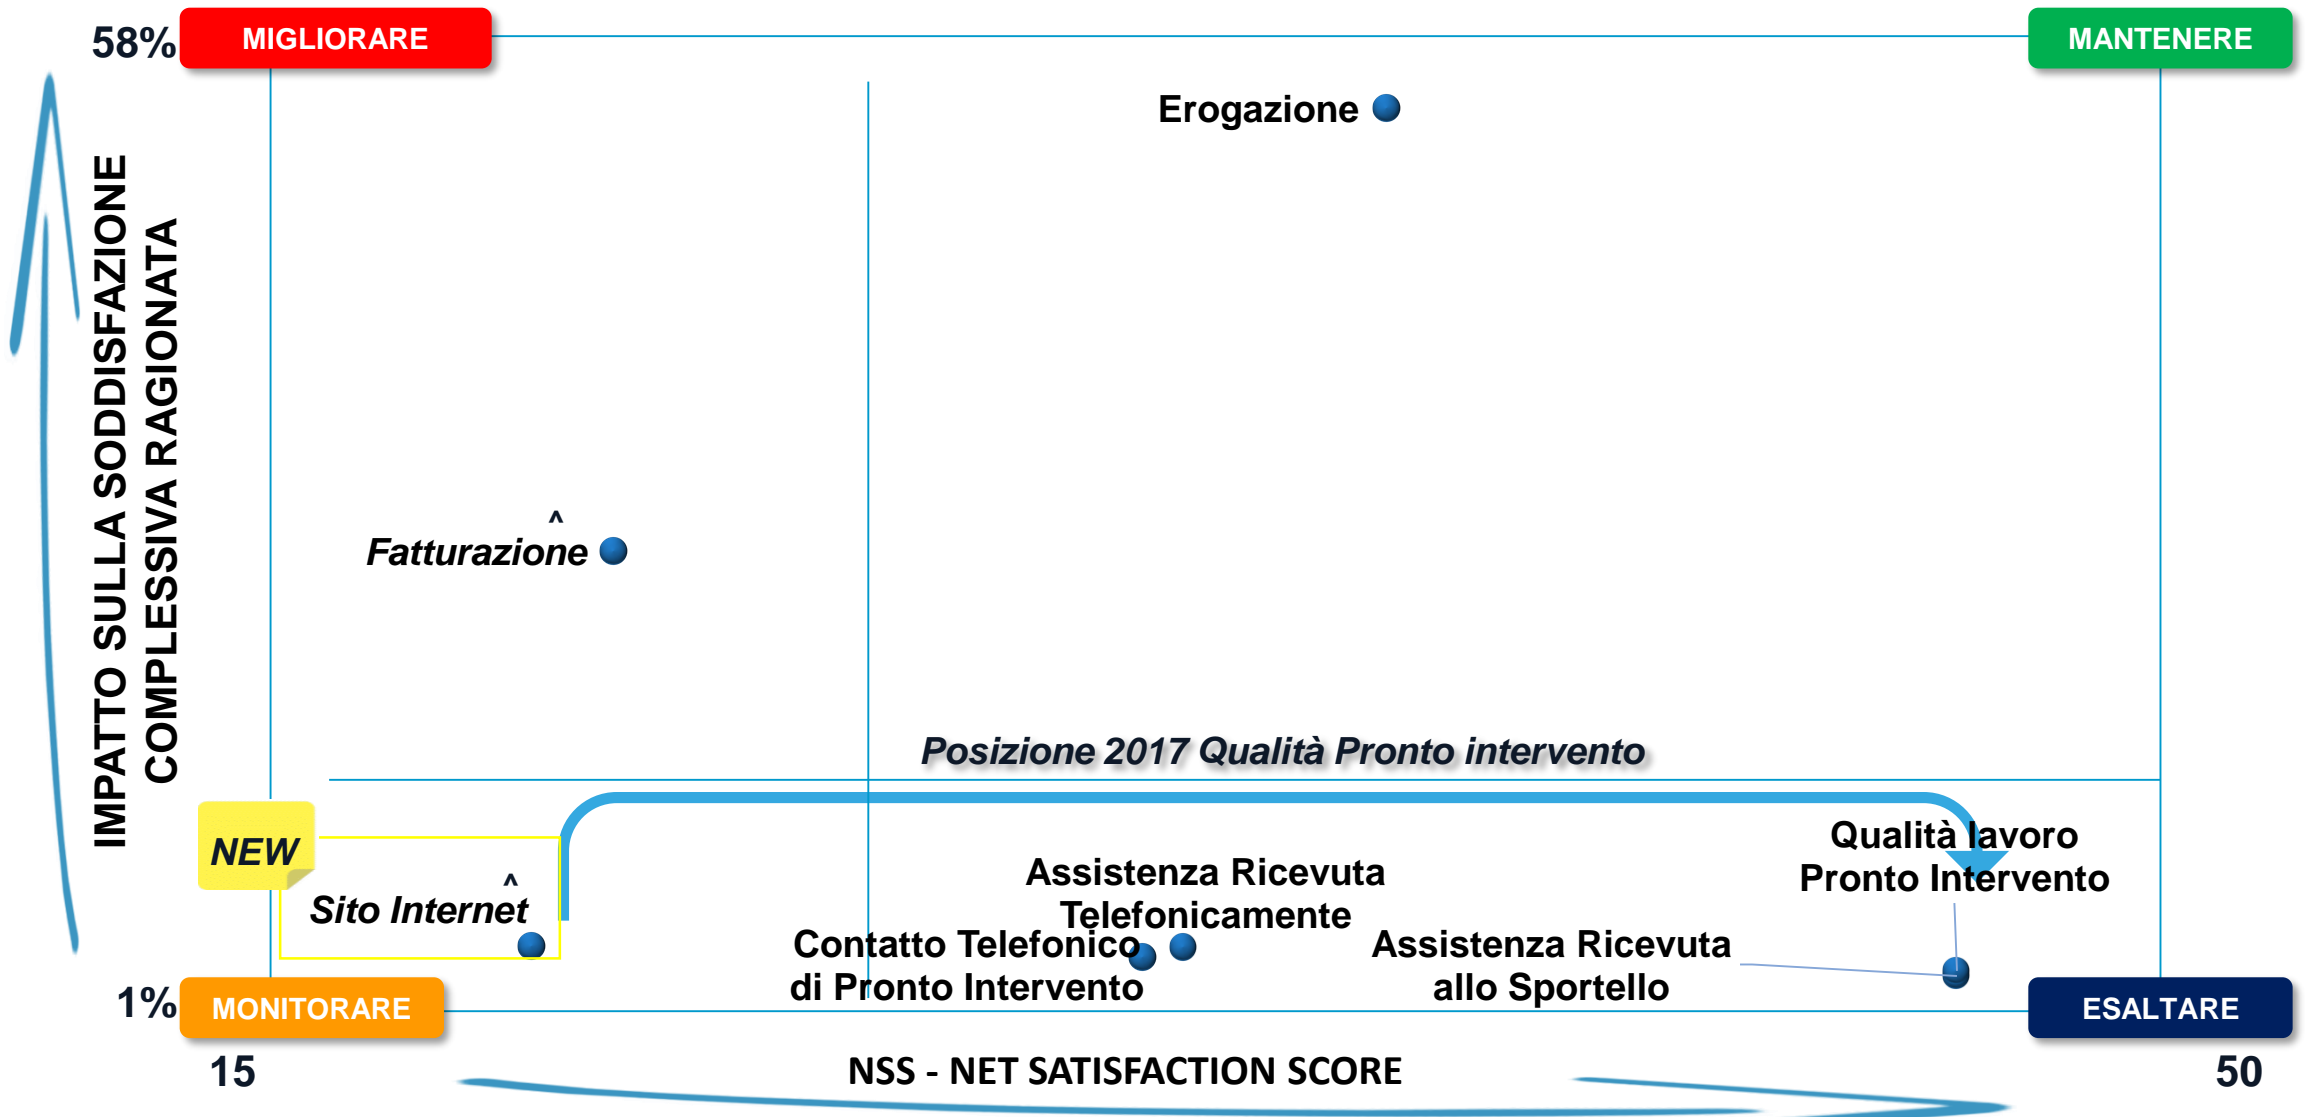 58%
MIGLIORARE
MANTENERE
Erogazione
IMPATTO SULLA SODDISFAZIONE
COMPLESSIVA RAGIONATA
^
Fatturazione
Posizione 2017 Qualità Pronto intervento
NEW
^
Sito Internet
Assistenza Ricevuta
Telefonicamente
Contatto Telefonico
di Pronto Intervento
Assistenza Ricevuta
allo Sportello
Qualità lavoro
Pronto Intervento
1%
MONITORARE
ESALTARE
15
NSS - NET SATISFACTION SCORE
50